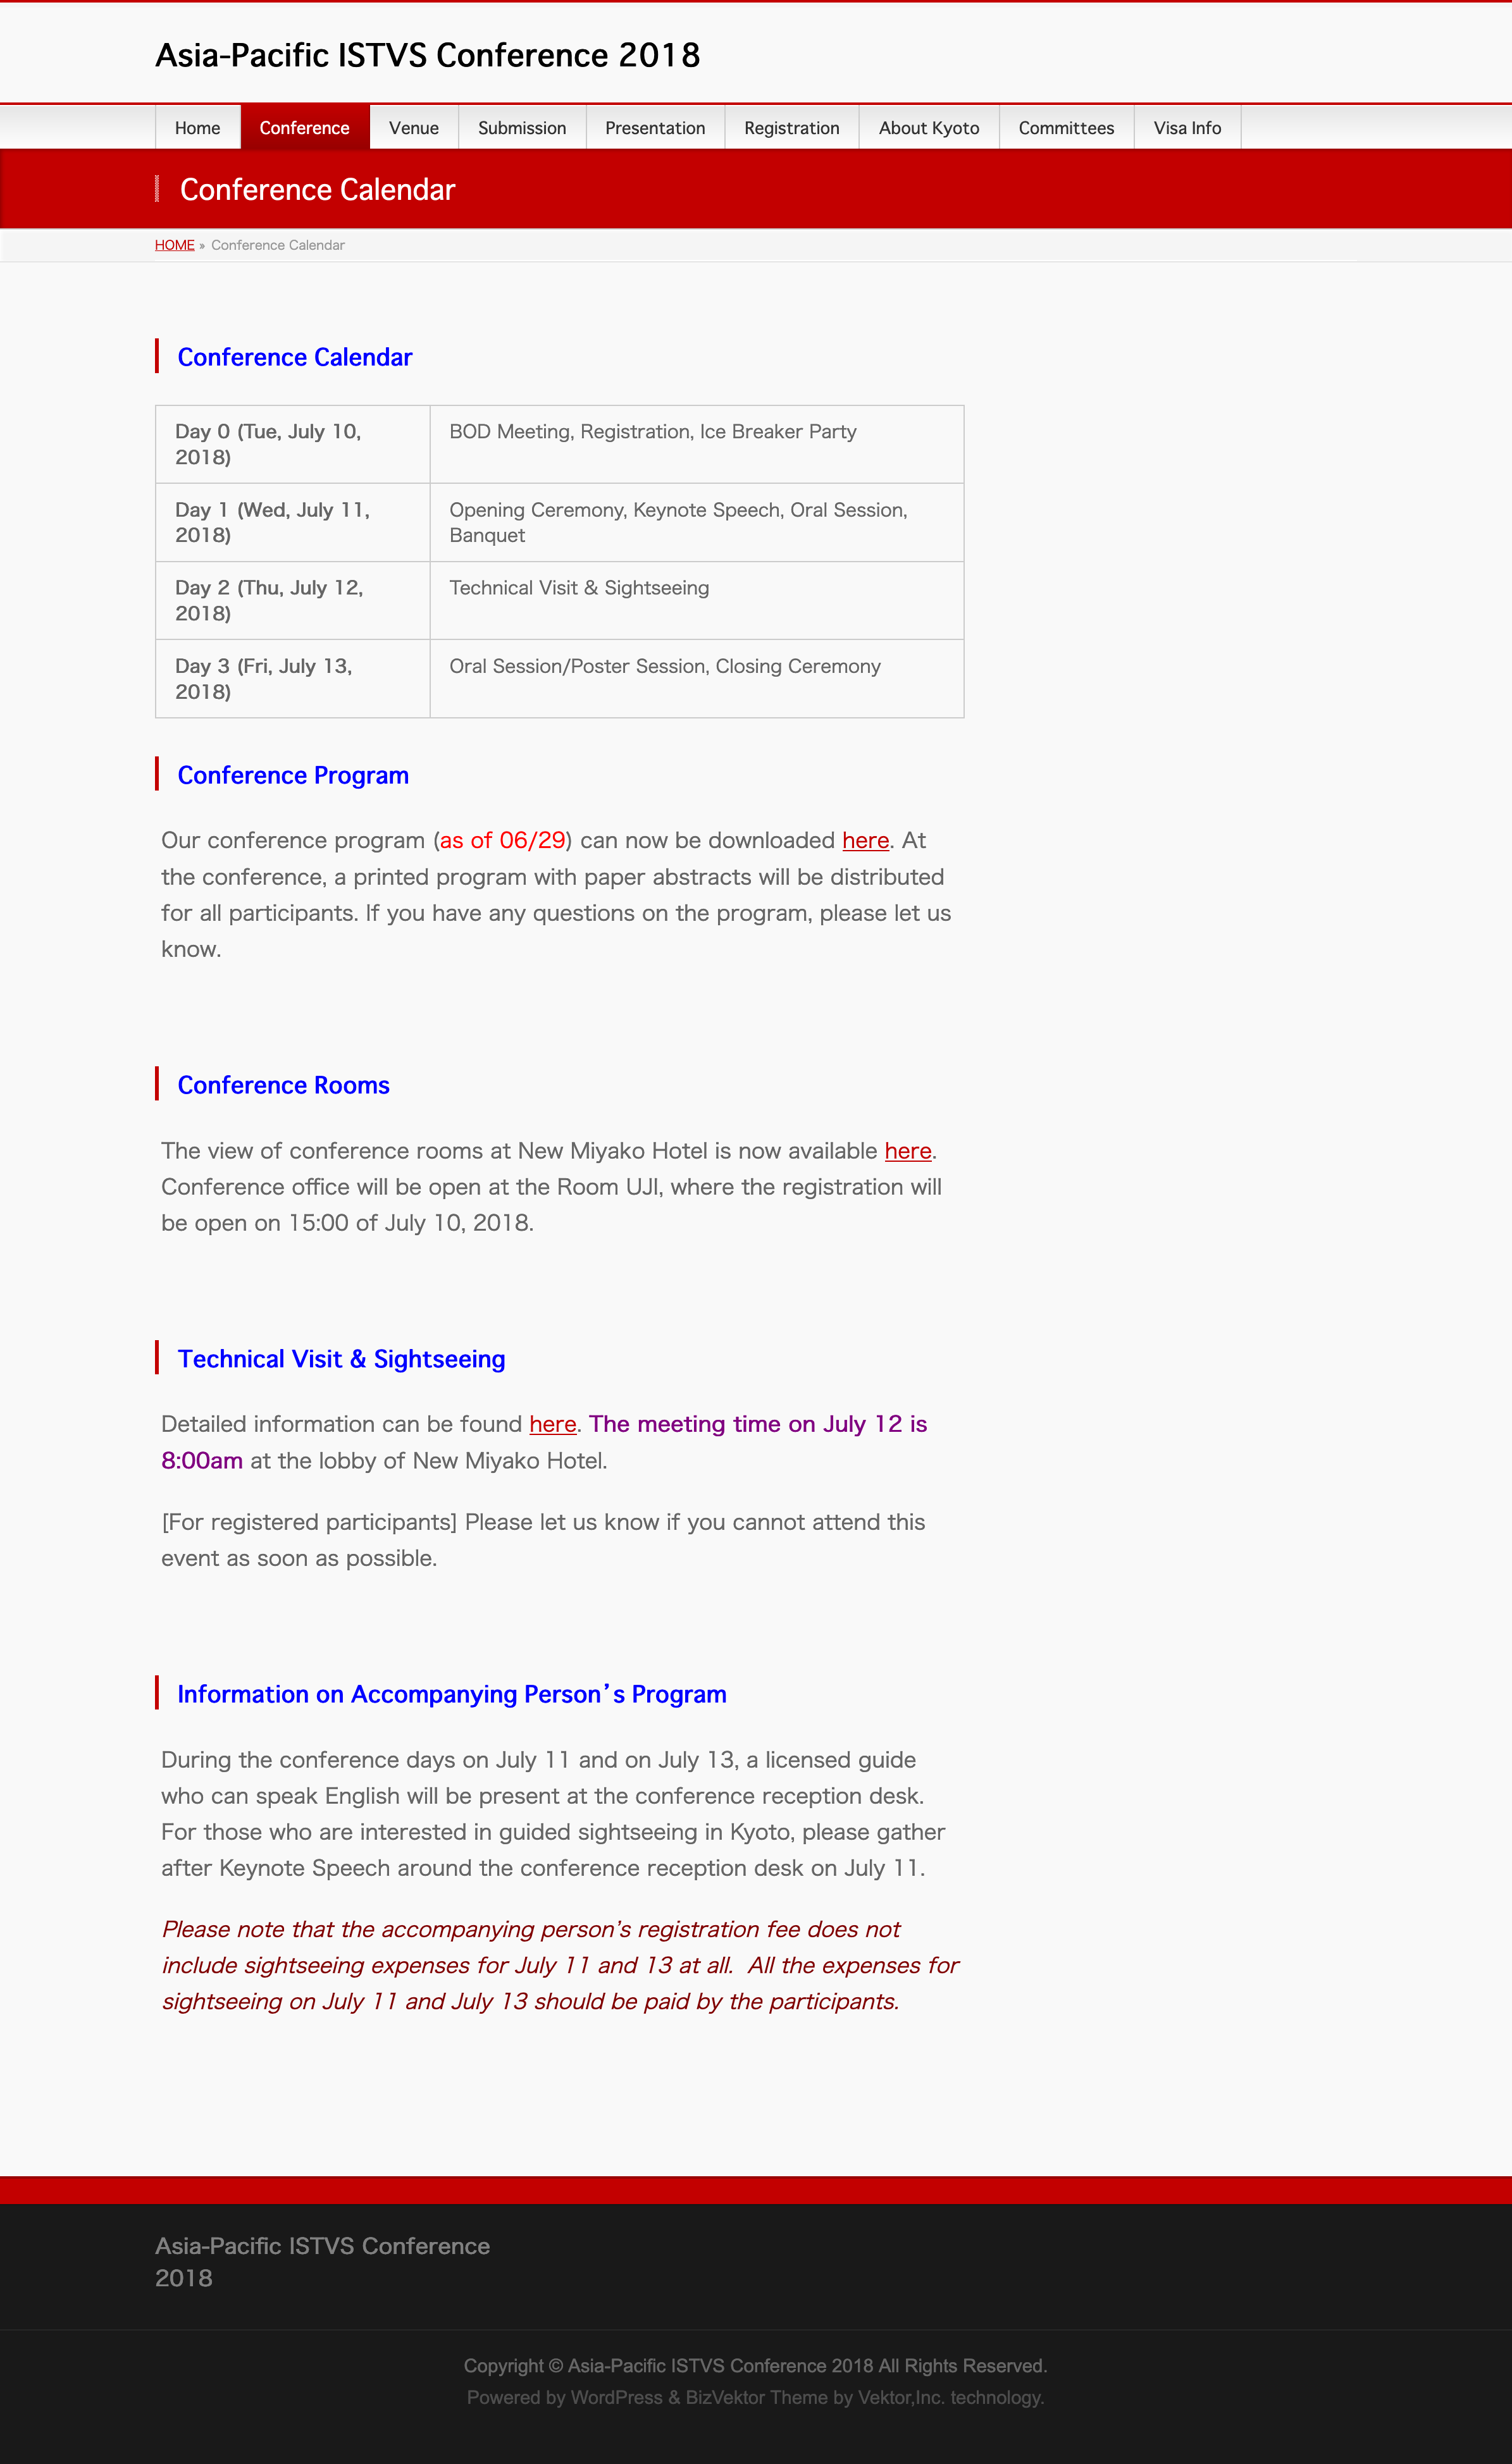 Asia-Pacific ISTVS Conference 2018
Home
Conference
Venue
Submission
Presentation
Registration
About Kyoto
Committees
Visa Info
Conference Calendar
HOME » Conference Calendar
Conference Calendar
Day 0 (Tue, July 10,
2018)
BOD Meeting, Registration, Ice Breaker Party
Day 1 (Wed, July 11,
2018)
Opening Ceremony, Keynote Speech, Oral Session,
Banquet
Day 2 (Thu, July 12,
2018)
Technical Visit & Sightseeing
Day 3 (Fri, July 13,
2018)
Oral Session/Poster Session, Closing Ceremony
Conference Program
Our conference program (as of 06/29) can now be downloaded here. At
the conference, a printed program with paper abstracts will be distributed
for all participants. If you have any questions on the program, please let us
know.
Conference Rooms
The view of conference rooms at New Miyako Hotel is now available here.
Conference office will be open at the Room UJI, where the registration will
be open on 15:00 of July 10, 2018.
Technical Visit & Sightseeing
Detailed information can be found here. The meeting time on July 12 is
8:00am at the lobby of New Miyako Hotel.
[For registered participants] Please let us know if you cannot attend this
event as soon as possible.
Information on Accompanying Person’s Program
During the conference days on July 11 and on July 13, a licensed guide
who can speak English will be present at the conference reception desk.
For those who are interested in guided sightseeing in Kyoto, please gather
after Keynote Speech around the conference reception desk on July 11.
Please note that the accompanying person’s registration fee does not
include sightseeing expenses for July 11 and 13 at all.  All the expenses for
sightseeing on July 11 and July 13 should be paid by the participants.
Asia-Pacific ISTVS Conference
2018
Copyright © Asia-Pacific ISTVS Conference 2018 All Rights Reserved.
Powered by WordPress & BizVektor Theme by Vektor,Inc. technology.